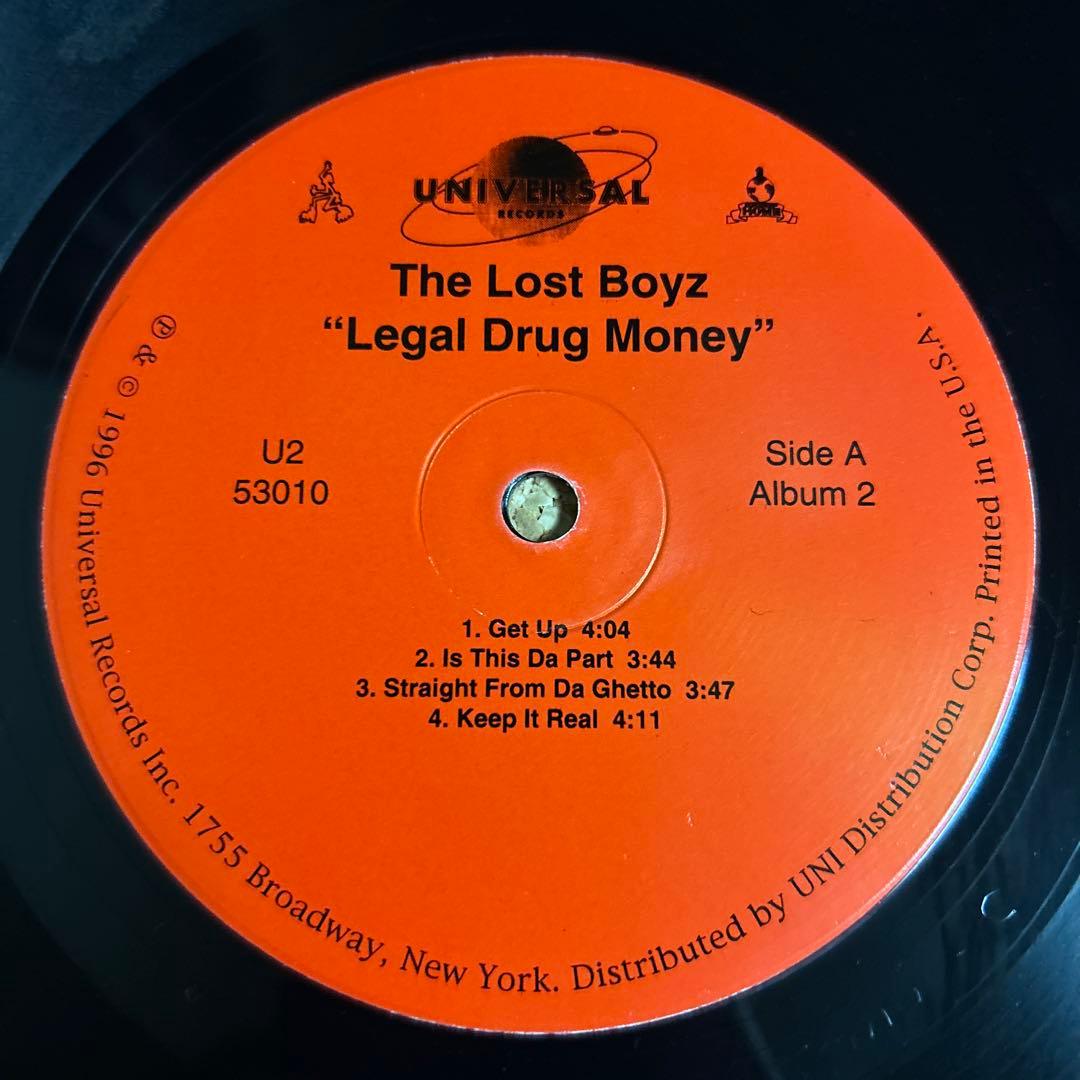 UNIVERSAL
RECORDS
HOME
The Lost Boyz
“Legal Drug Money”
U2
53010
Side A
Album 2
1. Get Up 4:04
2. Is This Da Part 3:44
3. Straight From Da Ghetto 3:47
4. Keep It Real 4:11
℗ & © 1996 Universal Records Inc. 1755 Broadway, New York. Distributed by UNI Distribution Corp. Printed in the U.S.A.